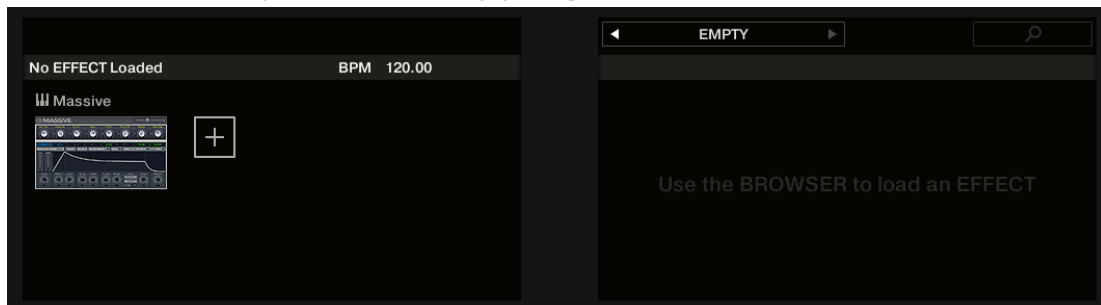 No EFFECT Loaded BPM 120.00
Massive
MASSIVE
EMPTY
Use the BROWSER to load an EFFECT